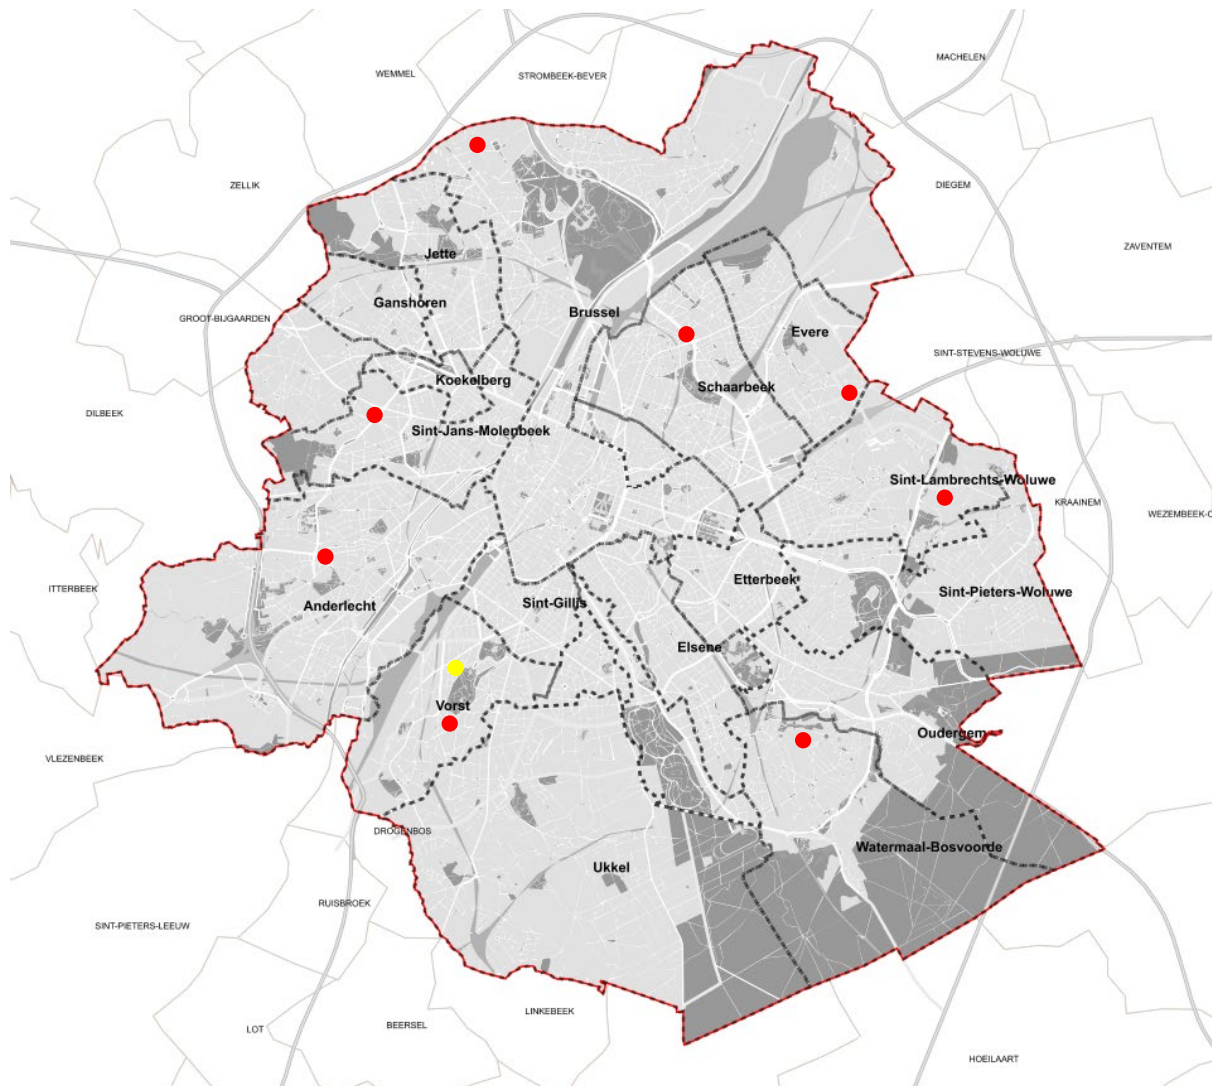 MACHELEN
WEMMEL
STROMBEEK-BEVER
ZELLIK
DIEGEM
ZAVENTEM
Jette
Ganshoren
Brussel
GROOT-BIJGAARDEN
Evere
SINT-STEVENS-WOLUWE
Koekelberg
Schaarbeek
DILBEEK
Sint-Jans-Molenbeek
Sint-Lambrechts-Woluwe
KRAAINEM
WEZEMBEEK-O
Etterbeek
ITTERBEEK
Sint-Pieters-Woluwe
Anderlecht
Sint-Gillis
Elsene
Vorst
Oudergem
VLEZENBEEK
DROGENBOS
Watermaal-Bosvoorde
Ukkel
RUISBROEK
SINT-PIETERS-LEEUW
LINKEBEEK
BEERSEL
LOT
HOEILAART